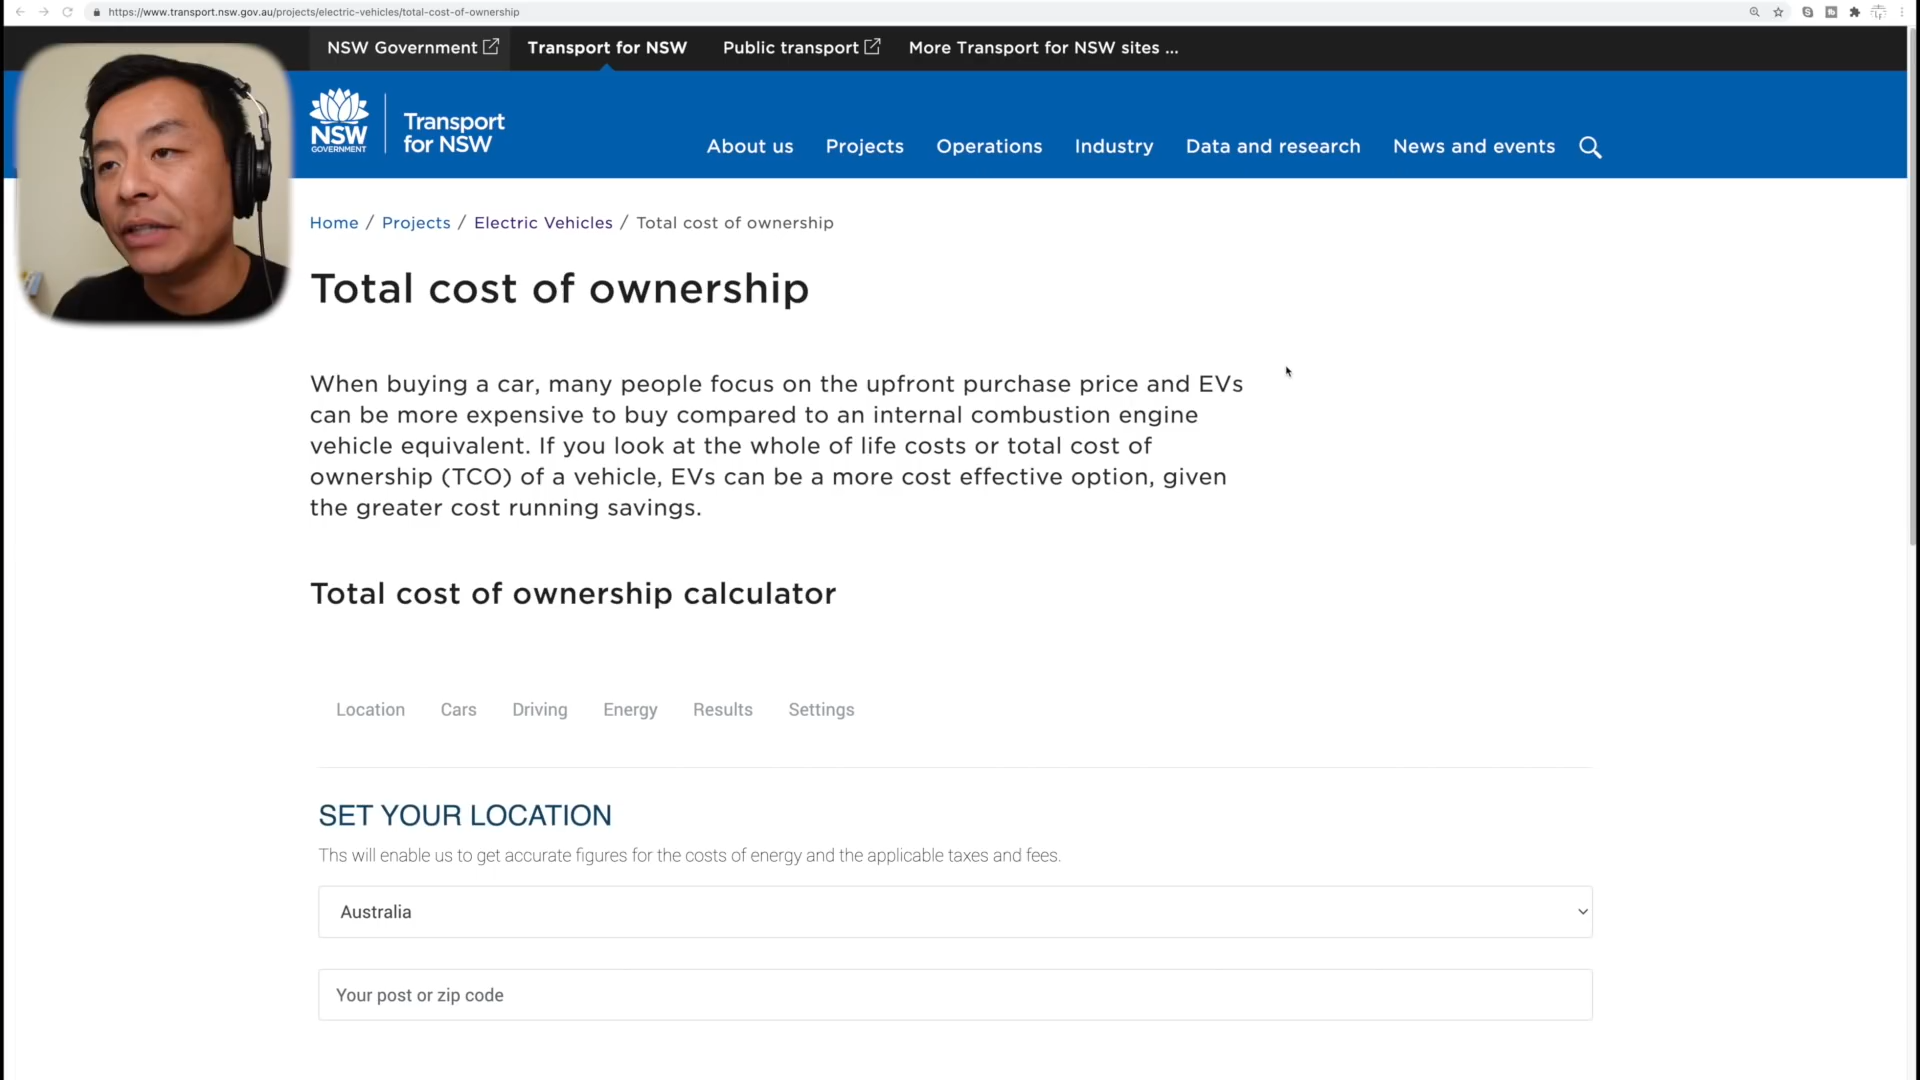 https://www.transport.nsw.gov.au/projects/electric-vehicles/total-cost-of-ownership
NSW Government Transport for NSW Public transport More Transport for NSW sites ...
NSW
GOVERNMENT
Transport
for NSW
About us Projects Operations Industry Data and research News and events
Home / Projects / Electric Vehicles / Total cost of ownership
Total cost of ownership
When buying a car, many people focus on the upfront purchase price and EVs
can be more expensive to buy compared to an internal combustion engine
vehicle equivalent. If you look at the whole of life costs or total cost of
ownership (TCO) of a vehicle, EVs can be a more cost effective option, given
the greater cost running savings.
Total cost of ownership calculator
Location Cars Driving Energy Results Settings
SET YOUR LOCATION
Ths will enable us to get accurate figures for the costs of energy and the applicable taxes and fees.
Australia
Your post or zip code